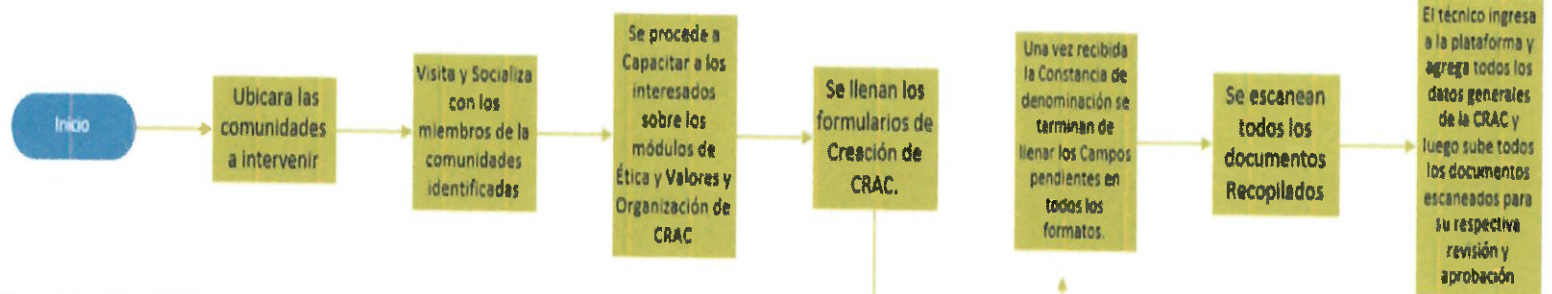 Inicio
Ubicara las
comunidades
a intervenir
Visita y Socializa
con los
miembros de la
comunidades
identificadas
Se procede a
Capacitar a los
interesados
sobre los
módulos de
Ética y Valores y
Organización de
CRAC
Se llenan los
formularios de
Creación de
CRAC.
Una vez recibida
la Constancia de
denominación se
terminan de
llenar los Campos
pendientes en
todos los
formatos.
Se escanean
todos los
documentos
Recopilados
El técnico ingresa
a la plataforma y
agrega todos los
datos generales
de la CRAC y
luego sube todos
los documentos
escaneados para
su respectiva
revisión y
aprobación